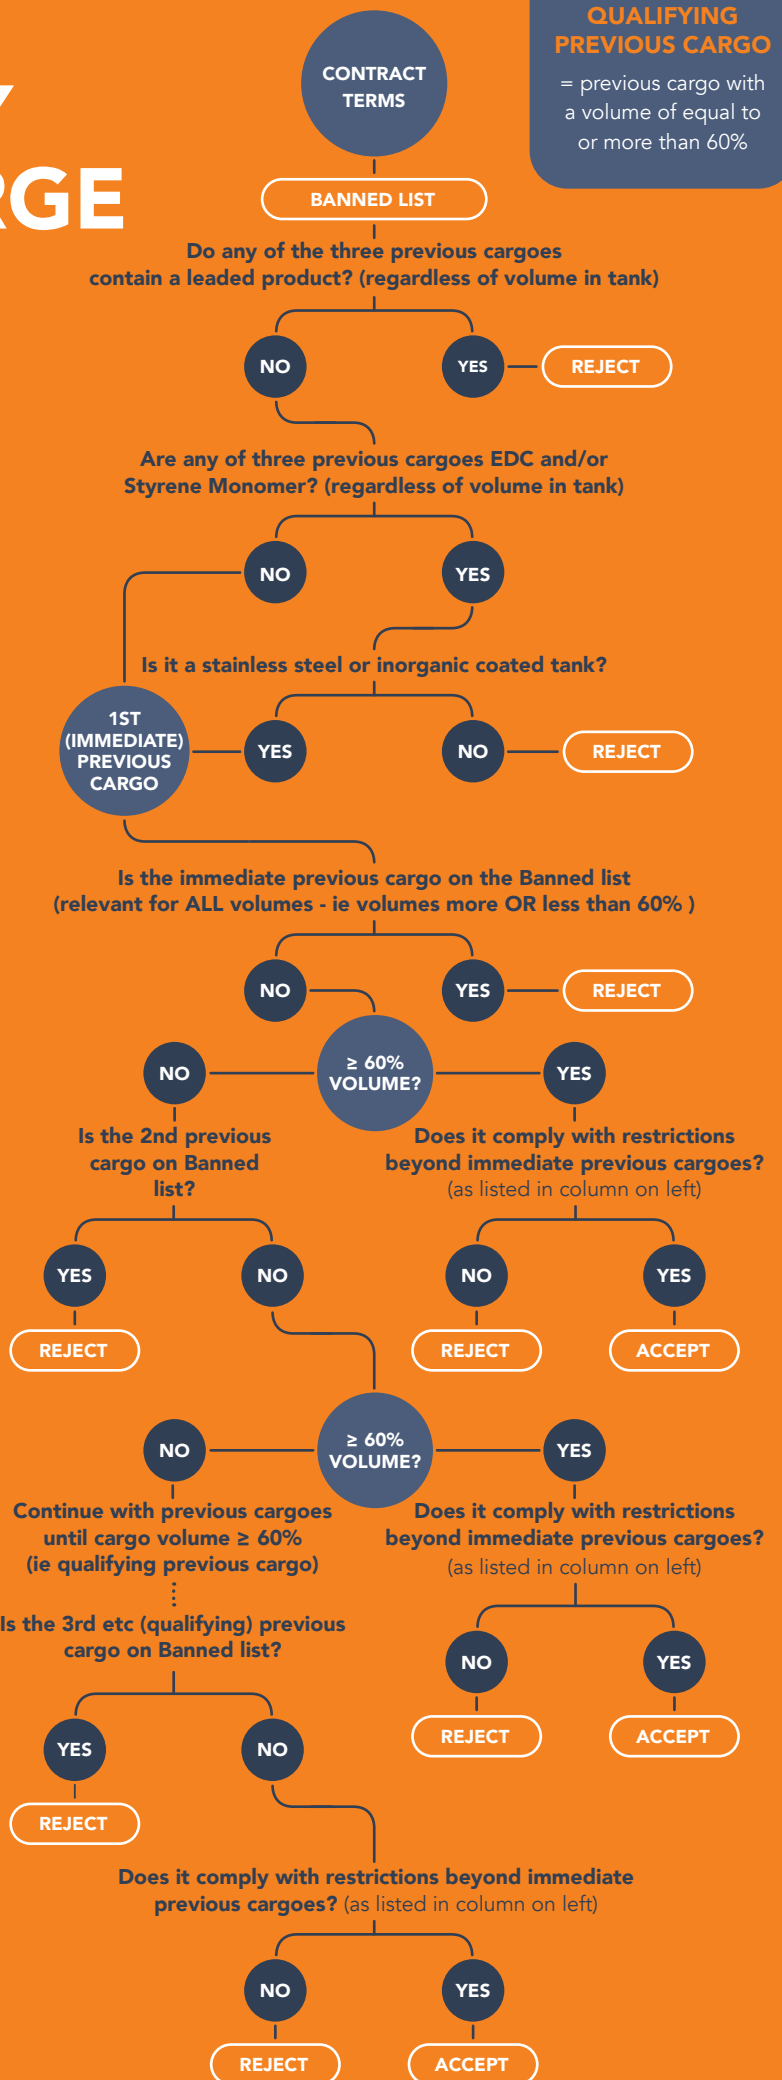 QUALIFYING
PREVIOUS CARGO
= previous cargo with
a volume of equal to
or more than 60%
CONTRACT
TERMS
BANNED LIST
Do any of the three previous cargoes
contain a leaded product? (regardless of volume in tank)
NO
YES
REJECT
Are any of three previous cargoes EDC and/or
Styrene Monomer? (regardless of volume in tank)
NO
YES
Is it a stainless steel or inorganic coated tank?
1ST
(IMMEDIATE)
PREVIOUS
CARGO
YES
NO
REJECT
Is the immediate previous cargo on the Banned list
(relevant for ALL volumes - ie volumes more OR less than 60% )
NO
YES
REJECT
≥ 60%
VOLUME?
NO
YES
Is the 2nd previous
cargo on Banned
list?
Does it comply with restrictions
beyond immediate previous cargoes?
(as listed in column on left)
YES
NO
NO
YES
REJECT
REJECT
ACCEPT
≥ 60%
VOLUME?
NO
YES
Continue with previous cargoes
until cargo volume ≥ 60%
(ie qualifying previous cargo)
Is the 3rd etc (qualifying) previous
cargo on Banned list?
Does it comply with restrictions
beyond immediate previous cargoes?
(as listed in column on left)
NO
YES
REJECT
ACCEPT
YES
NO
REJECT
Does it comply with restrictions beyond immediate
previous cargoes? (as listed in column on left)
NO
YES
REJECT
ACCEPT